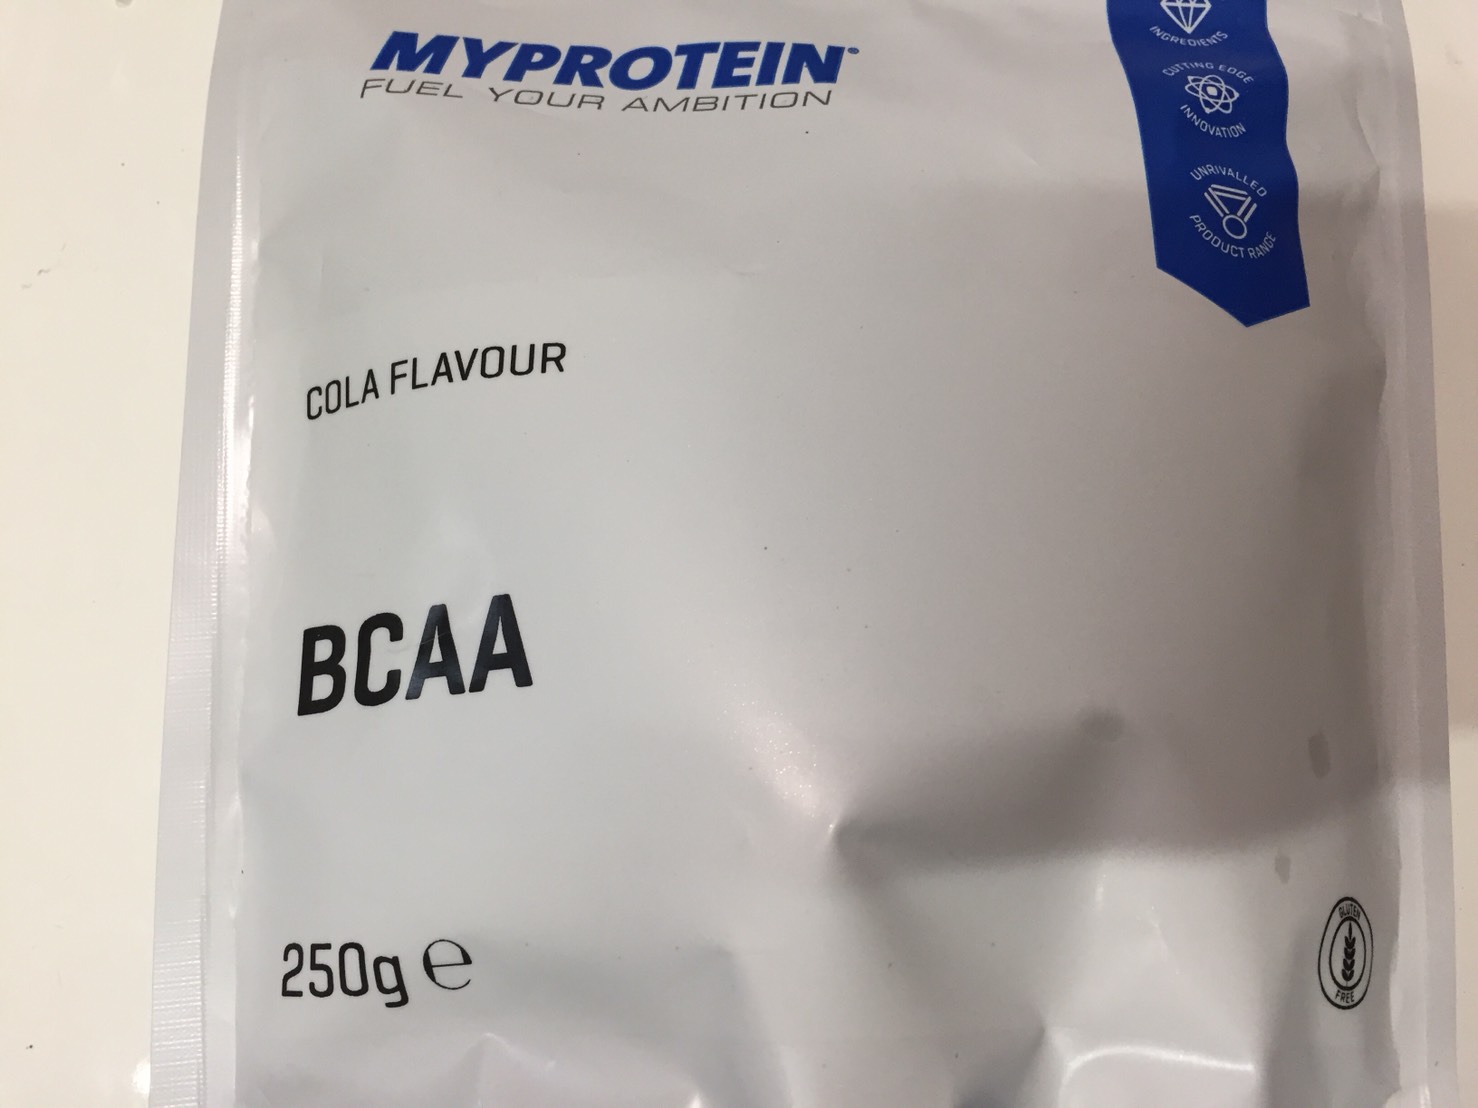 MYPROTEIN
FUEL YOUR AMBITION
INGREDIENTS
CUTTING EDGE
INNOVATION
UNRIVALLED
PRODUCT RANGE
COLA FLAVOUR
BCAA
250g ℮
GLUTEN
FREE